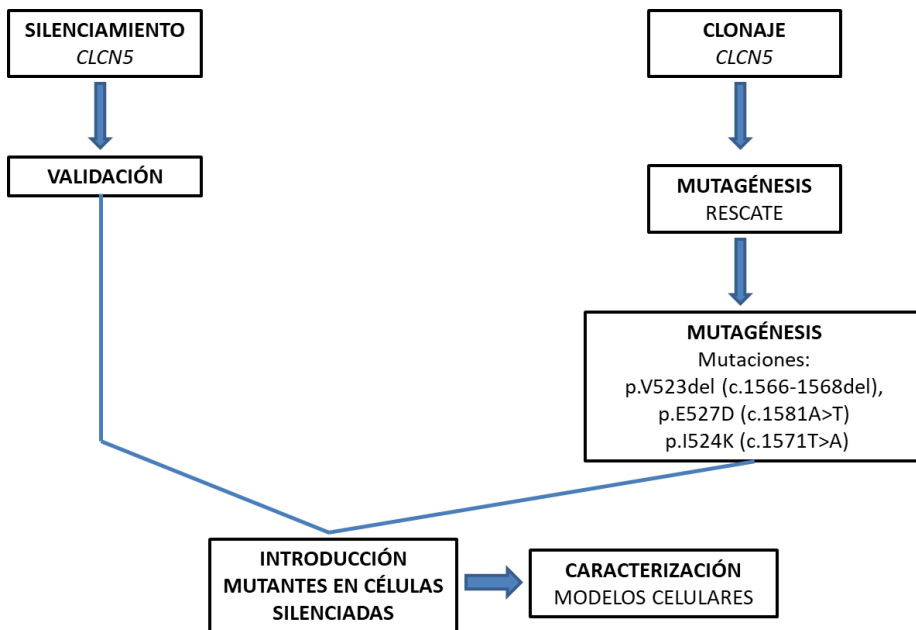 SILENCIAMIENTO
CLCN5
VALIDACIÓN
CLONAJE
CLCN5
MUTAGÉNESIS
RESCATE
MUTAGÉNESIS
Mutaciones:
p.V523del (c.1566-1568del),
p.E527D (c.1581A>T)
p.I524K (c.1571T>A)
INTRODUCCIÓN
MUTANTES EN CÉLULAS
SILENCIADAS
CARACTERIZACIÓN
MODELOS CELULARES